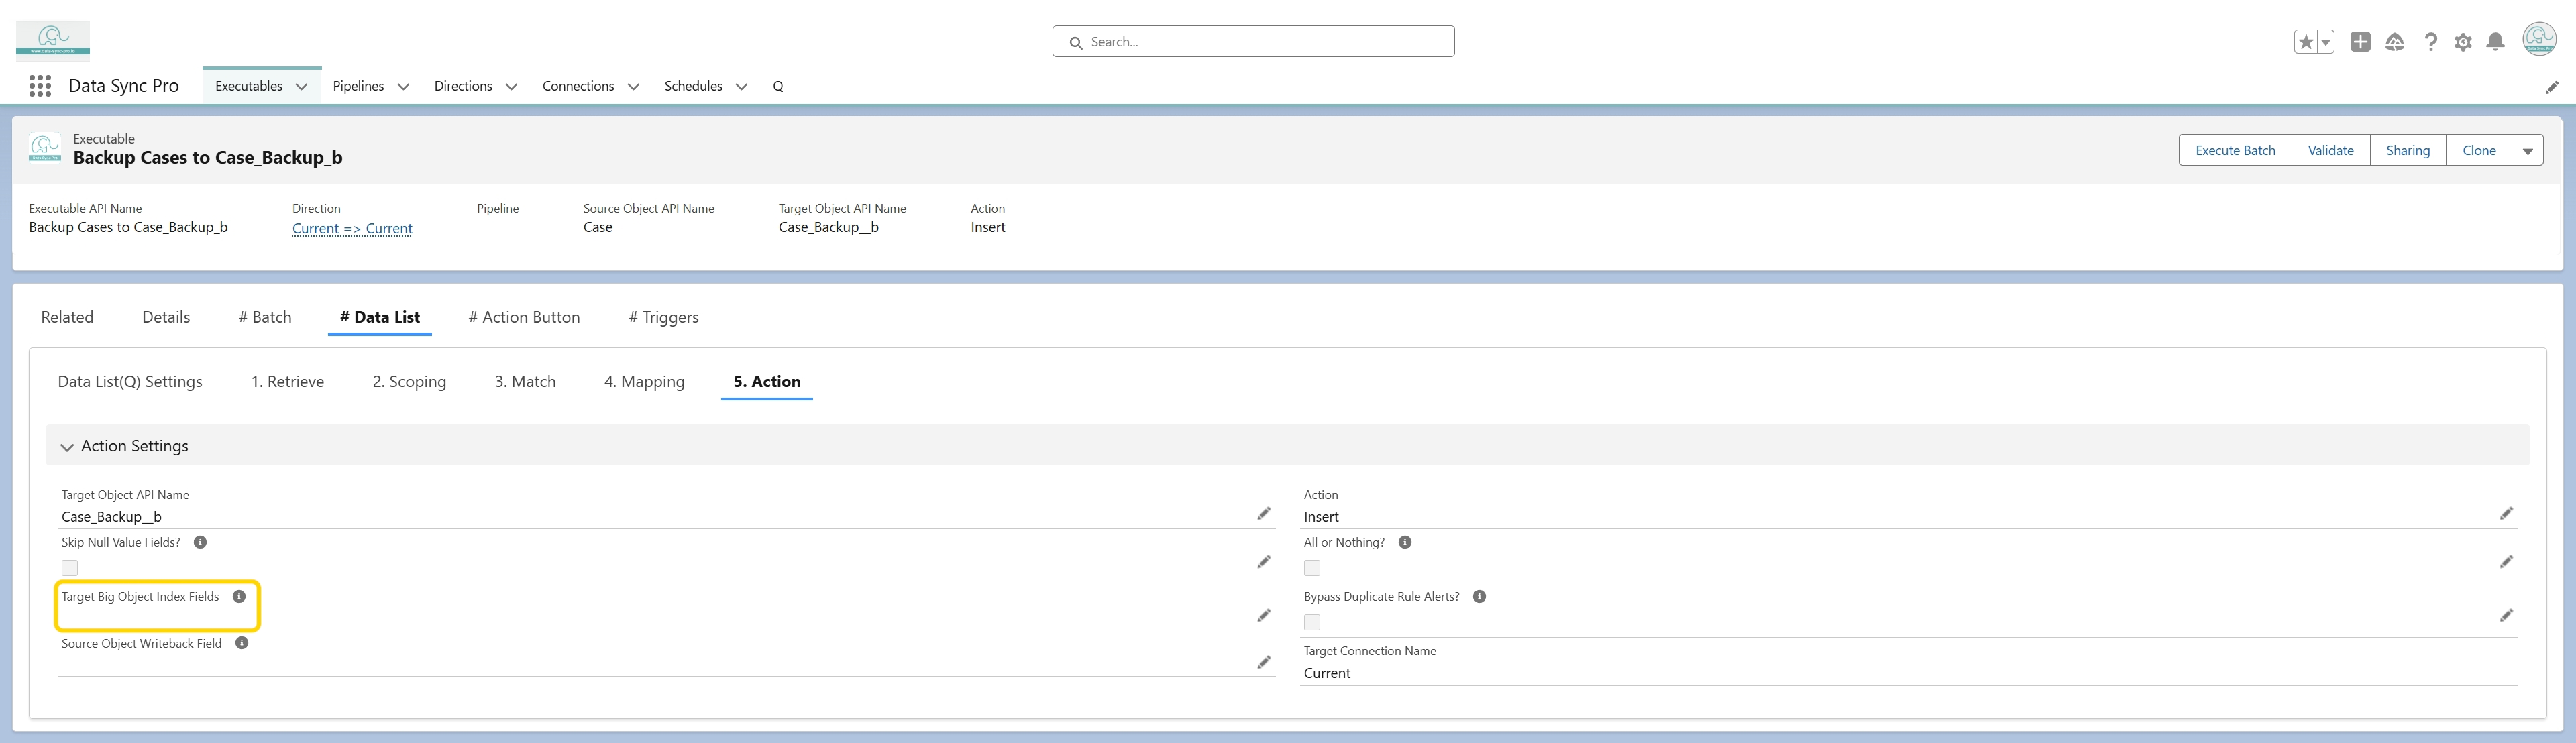 www.data-sync-pro.io
Search...
Data Sync Pro
Executables
Pipelines
Directions
Connections
Schedules
Q
Executable
Backup Cases to Case_Backup_b
Execute Batch
Validate
Sharing
Clone
Executable API Name
Direction
Pipeline
Source Object API Name
Target Object API Name
Action
Backup Cases to Case_Backup_b
Current => Current
Case
Case_Backup__b
Insert
Related
Details
# Batch
# Data List
# Action Button
# Triggers
Data List(Q) Settings
1. Retrieve
2. Scoping
3. Match
4. Mapping
5. Action
Action Settings
Target Object API Name
Case_Backup__b
Action
Insert
Skip Null Value Fields?
All or Nothing?
Target Big Object Index Fields
Bypass Duplicate Rule Alerts?
Source Object Writeback Field
Target Connection Name
Current